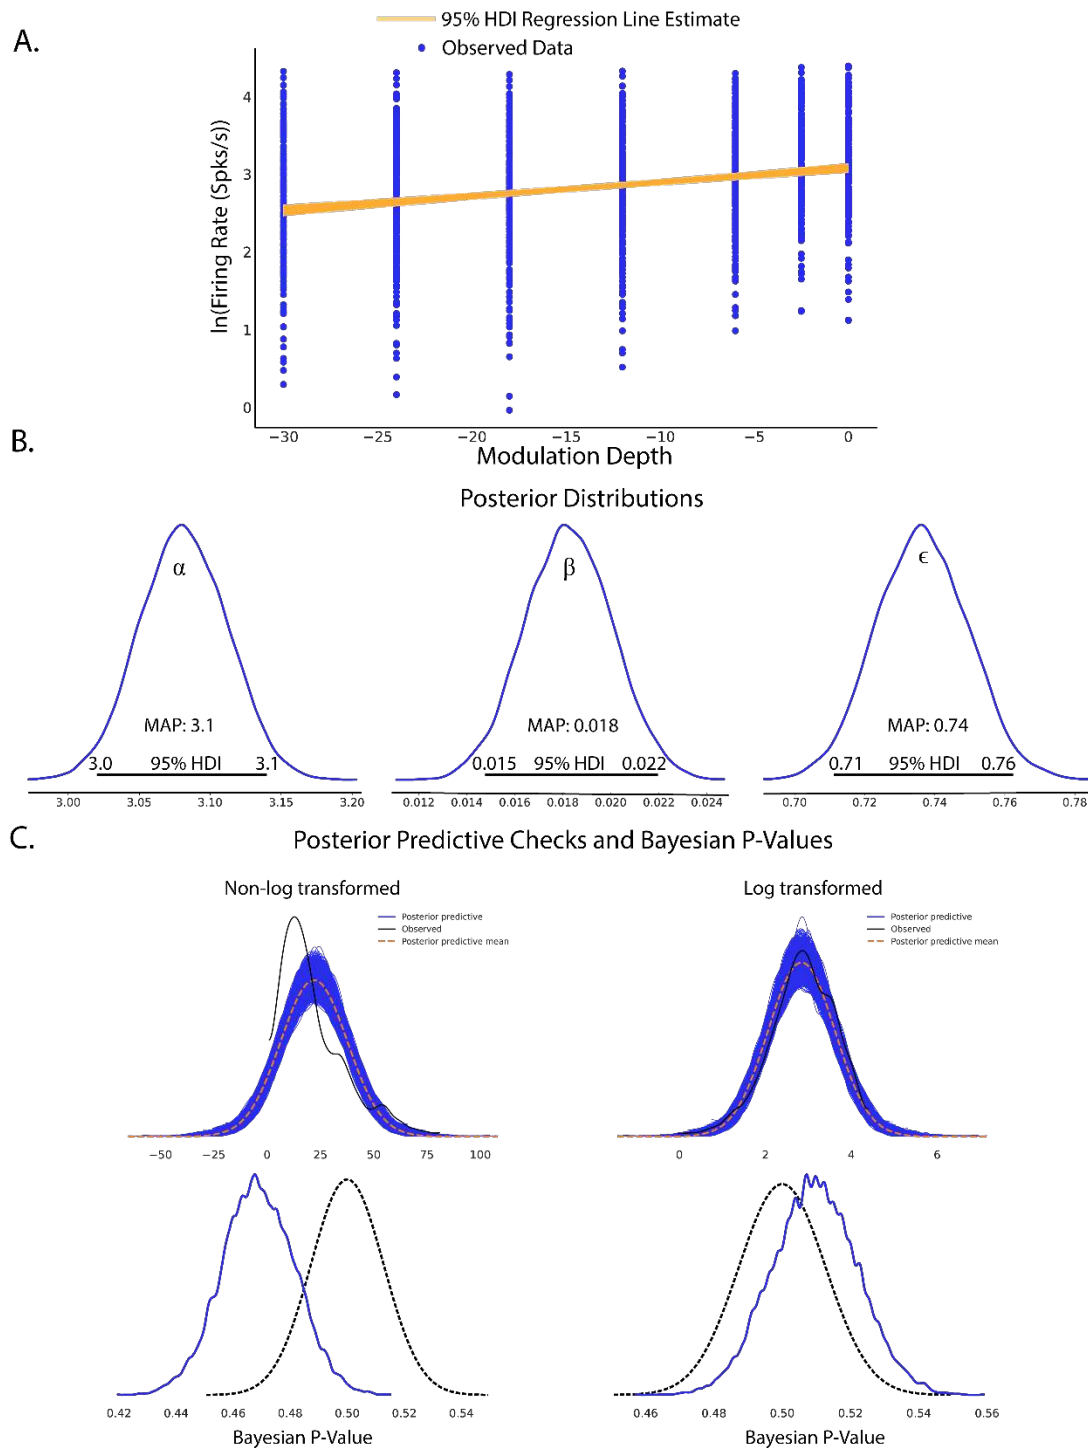 A.
95% HDI Regression Line Estimate
Observed Data
ln(Firing Rate (Spks/s))
4
3
2
1
0
−30 −25 −20 −15 −10 −5 0
Modulation Depth
B.
Posterior Distributions
α
MAP: 3.1
3.0 95% HDI 3.1
3.00 3.05 3.10 3.15 3.20
β
MAP: 0.018
0.015 95% HDI 0.022
0.012 0.014 0.016 0.018 0.020 0.022 0.024
ϵ
MAP: 0.74
0.71 95% HDI 0.76
0.70 0.72 0.74 0.76 0.78
C.
Posterior Predictive Checks and Bayesian P-Values
Non-log transformed
Posterior predictive
Observed
Posterior predictive mean
−50 −25 0 25 50 75 100
Log transformed
Posterior predictive
Observed
Posterior predictive mean
0 2 4 6
0.42 0.44 0.46 0.48 0.50 0.52 0.54
Bayesian P-Value
0.46 0.48 0.50 0.52 0.54 0.56
Bayesian P-Value